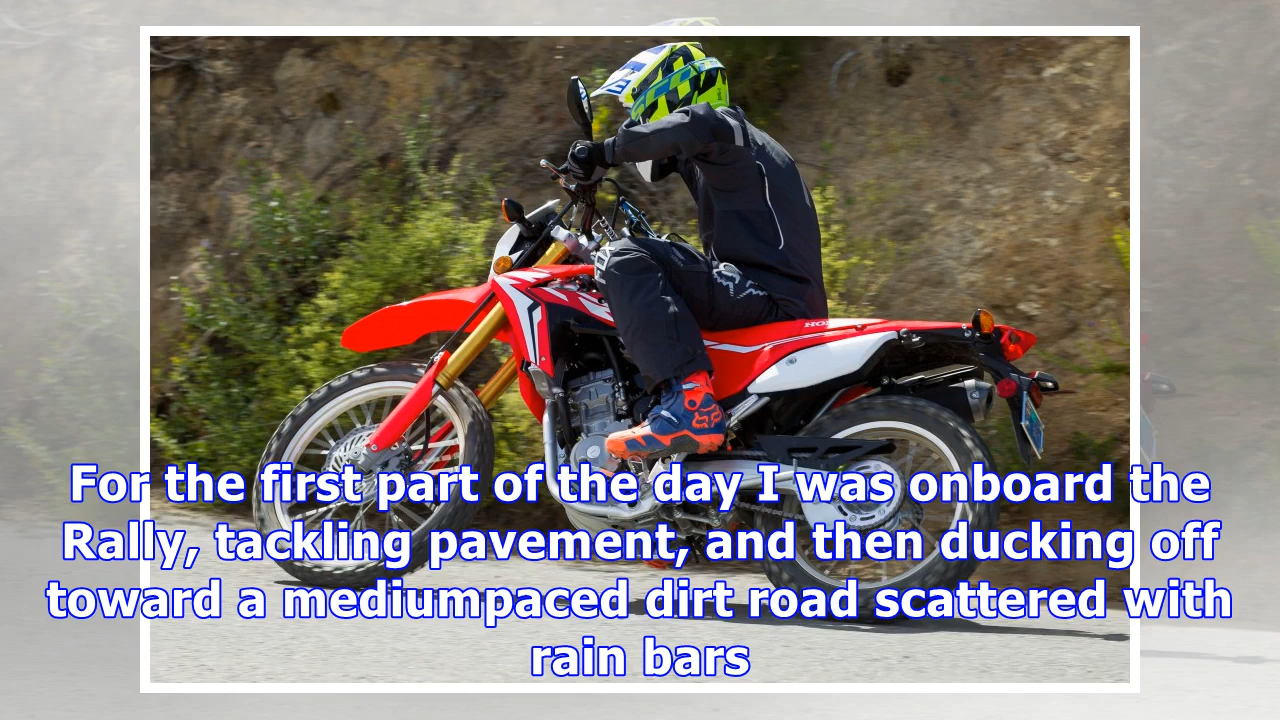 HON
For the first part of the day I was onboard the
Rally, tackling pavement, and then ducking off
toward a mediumpaced dirt road scattered with
rain bars